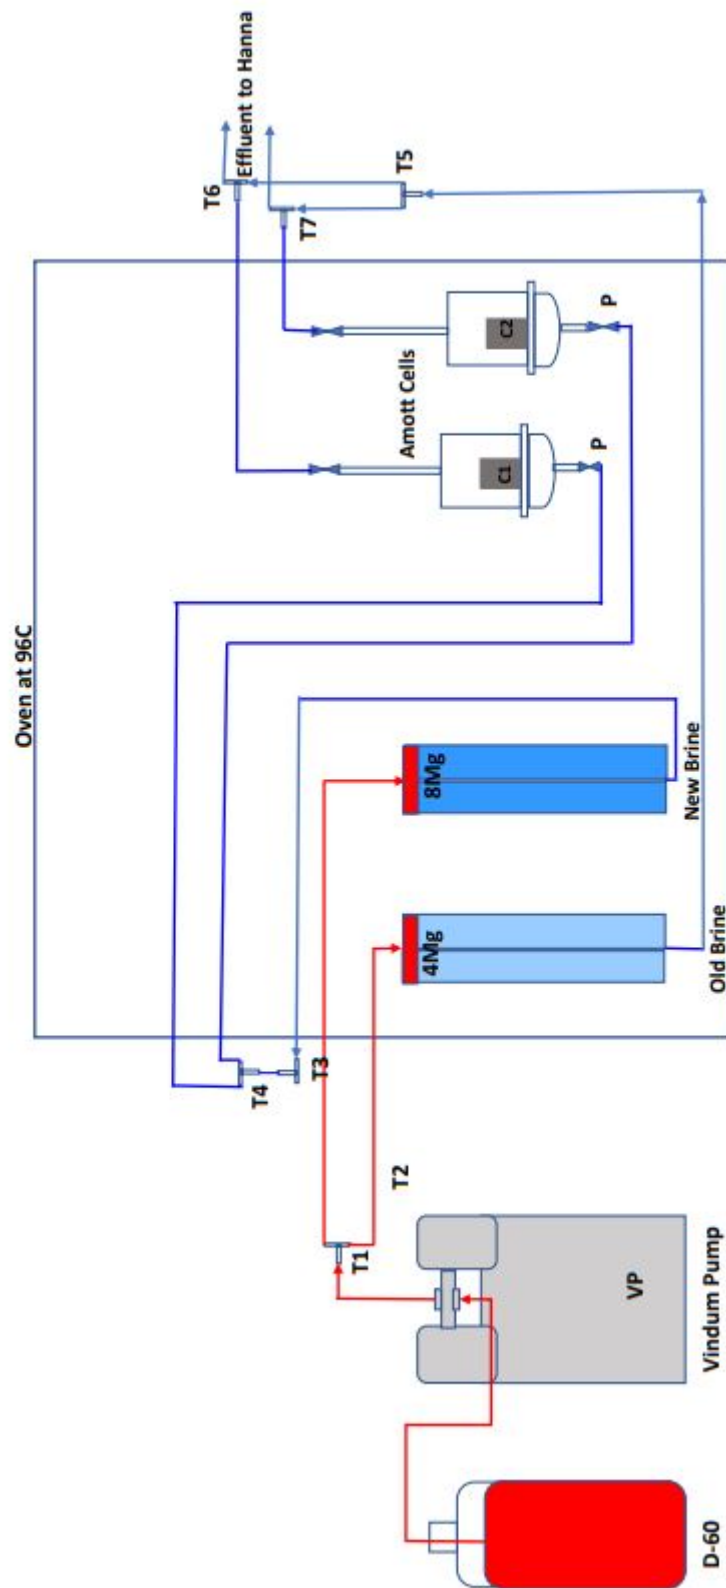 Oven at 96C
T6
Effluent to Hanna
T7
T5
Amott Cells
C1
C2
P
P
T4
T3
T1
T2
4Mg
8Mg
New Brine
Old Brine
VP
D-60
Vindum Pump